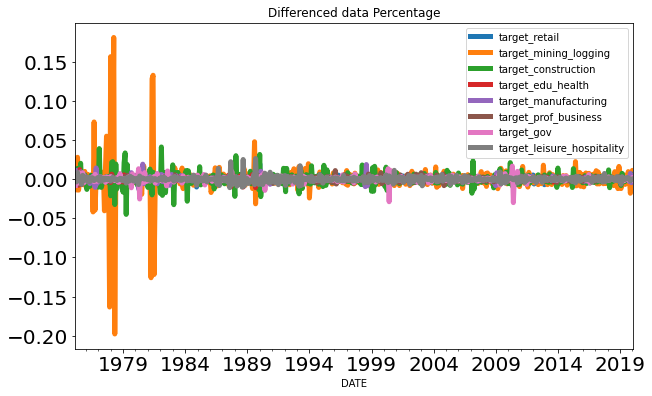 Differenced data Percentage
target_retail
target_mining_logging
target_construction
target_edu_health
target_manufacturing
target_prof_business
target_gov
target_leisure_hospitality
0.15
0.10
0.05
0.00
−0.05
−0.10
−0.15
−0.20
1979 1984 1989 1994 1999 2004 2009 2014 2019
DATE